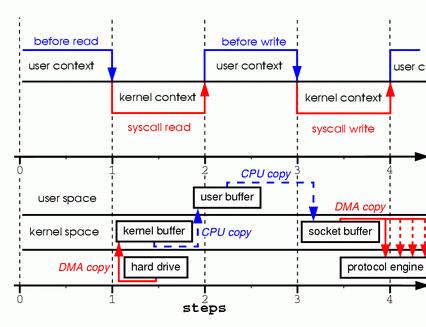 before read
before write
user context
user context
user c
kernel context
kernel context
syscall read
syscall write
0 1 2 3 4
CPU copy
user space
user buffer
DMA copy
kernel space
kernel buffer
CPU copy
socket buffer
DMA copy
hard drive
protocol engine
0 1 2 3 4
steps